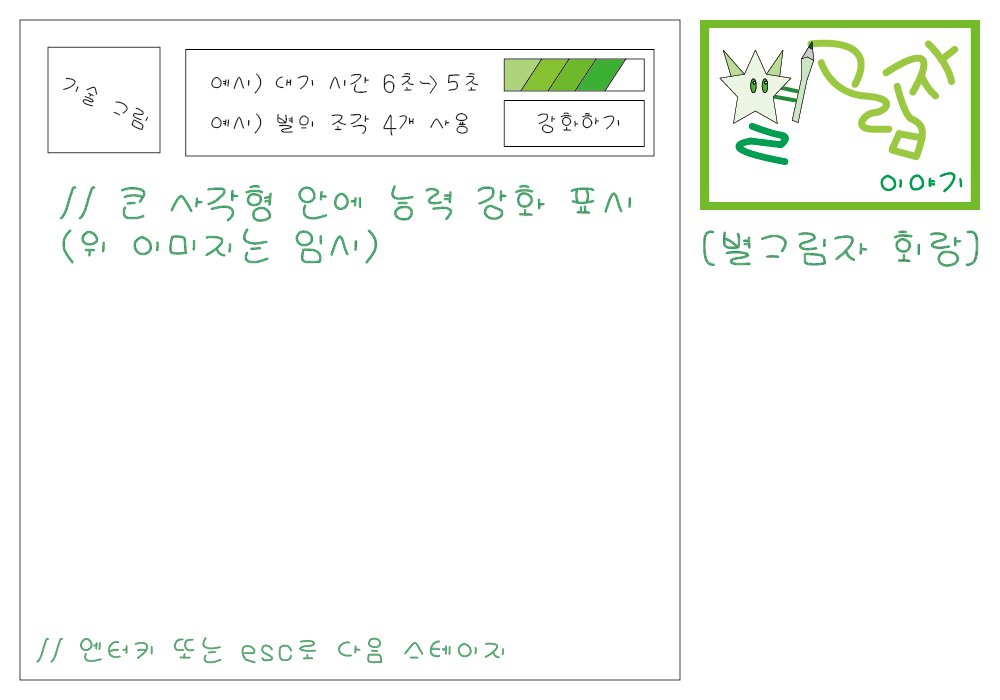 기술 그림
예시) 대기 시간 6초→5초
예시) 별의 조각 4개 사용
강화하기
// 큰 사각형 안에 능력 강화 표시
(위 이미지는 임시)
// 엔터키 또는 esc로 다음 스테이지
그림자
이야기
[별그림자 회랑]